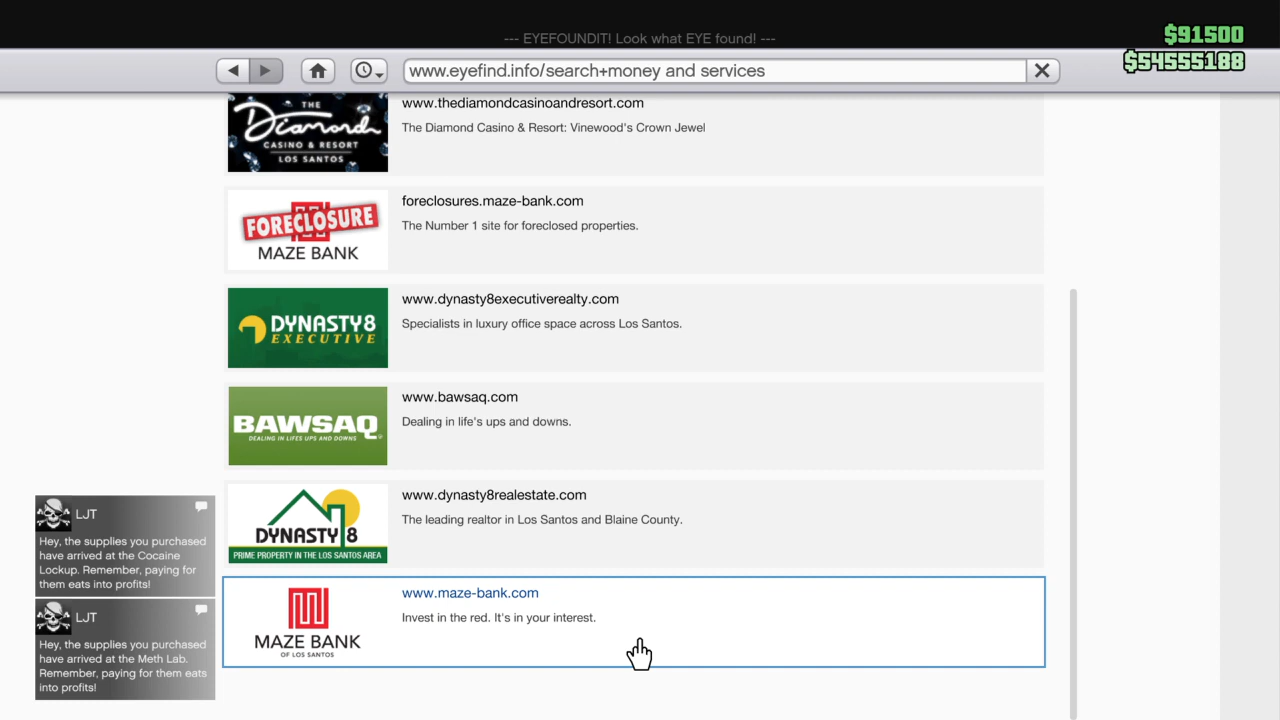 --- EYEFOUNDIT! Look what EYE found! ---
$91500
$54555188
www.eyefind.info/search+money and services
THE
Diamond
CASINO & RESORT
LOS SANTOS
www.thediamondcasinoandresort.com
The Diamond Casino & Resort: Vinewood's Crown Jewel
FORECLOSURE
MAZE BANK
foreclosures.maze-bank.com
The Number 1 site for foreclosed properties.
DYNASTY8
EXECUTIVE
www.dynasty8executiverealty.com
Specialists in luxury office space across Los Santos.
BAWSAQ
DEALING IN LIFES UPS AND DOWNS
www.bawsaq.com
Dealing in life's ups and downs.
DYNASTY 8
PRIME PROPERTY IN THE LOS SANTOS AREA
www.dynasty8realestate.com
The leading realtor in Los Santos and Blaine County.
MAZE BANK
OF LOS SANTOS
www.maze-bank.com
Invest in the red. It's in your interest.
LJT
Hey, the supplies you purchased
have arrived at the Cocaine
Lockup. Remember, paying for
them eats into profits!
LJT
Hey, the supplies you purchased
have arrived at the Meth Lab.
Remember, paying for them eats
into profits!